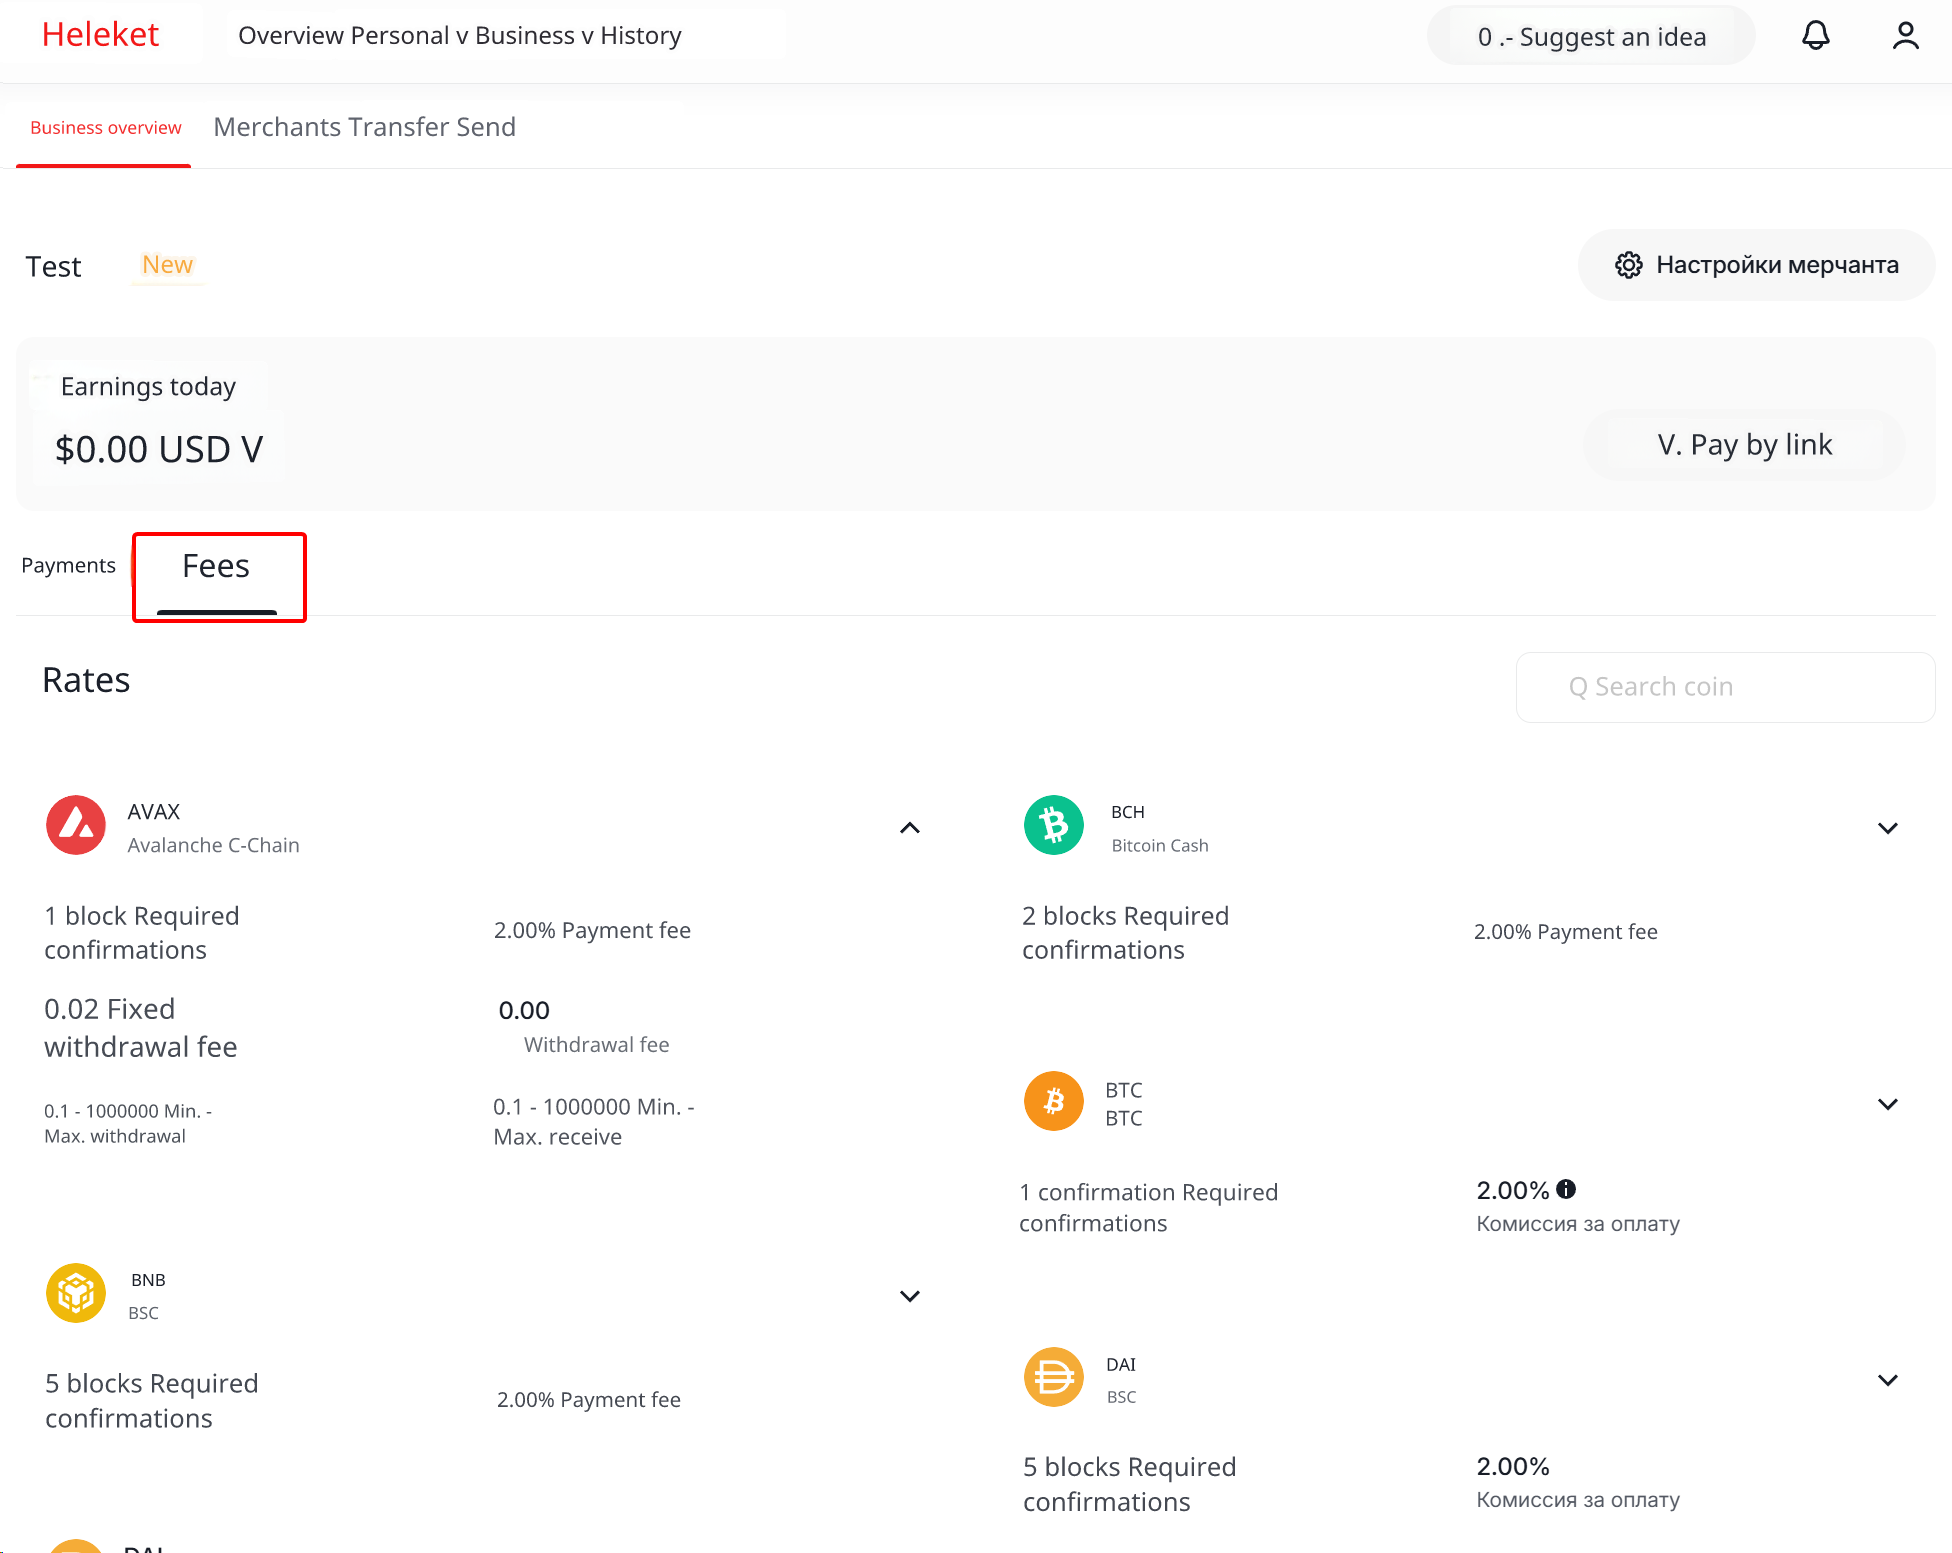 Heleket
Overview Personal v Business v History
0 .- Suggest an idea
Business overview
Merchants Transfer Send
Test
New
Настройки мерчанта
Earnings today
$0.00 USD V
V. Pay by link
Payments
Fees
Rates
Q Search coin
AVAX
Avalanche C-Chain
1 block Required
confirmations
2.00% Payment fee
0.02 Fixed
withdrawal fee
0.00
Withdrawal fee
0.1 - 1000000 Min. -
Max. withdrawal
0.1 - 1000000 Min. -
Max. receive
BCH
Bitcoin Cash
2 blocks Required
confirmations
2.00% Payment fee
BTC
BTC
1 confirmation Required
confirmations
2.00%
Комиссия за оплату
BNB
BSC
5 blocks Required
confirmations
2.00% Payment fee
DAI
BSC
5 blocks Required
confirmations
2.00%
Комиссия за оплату